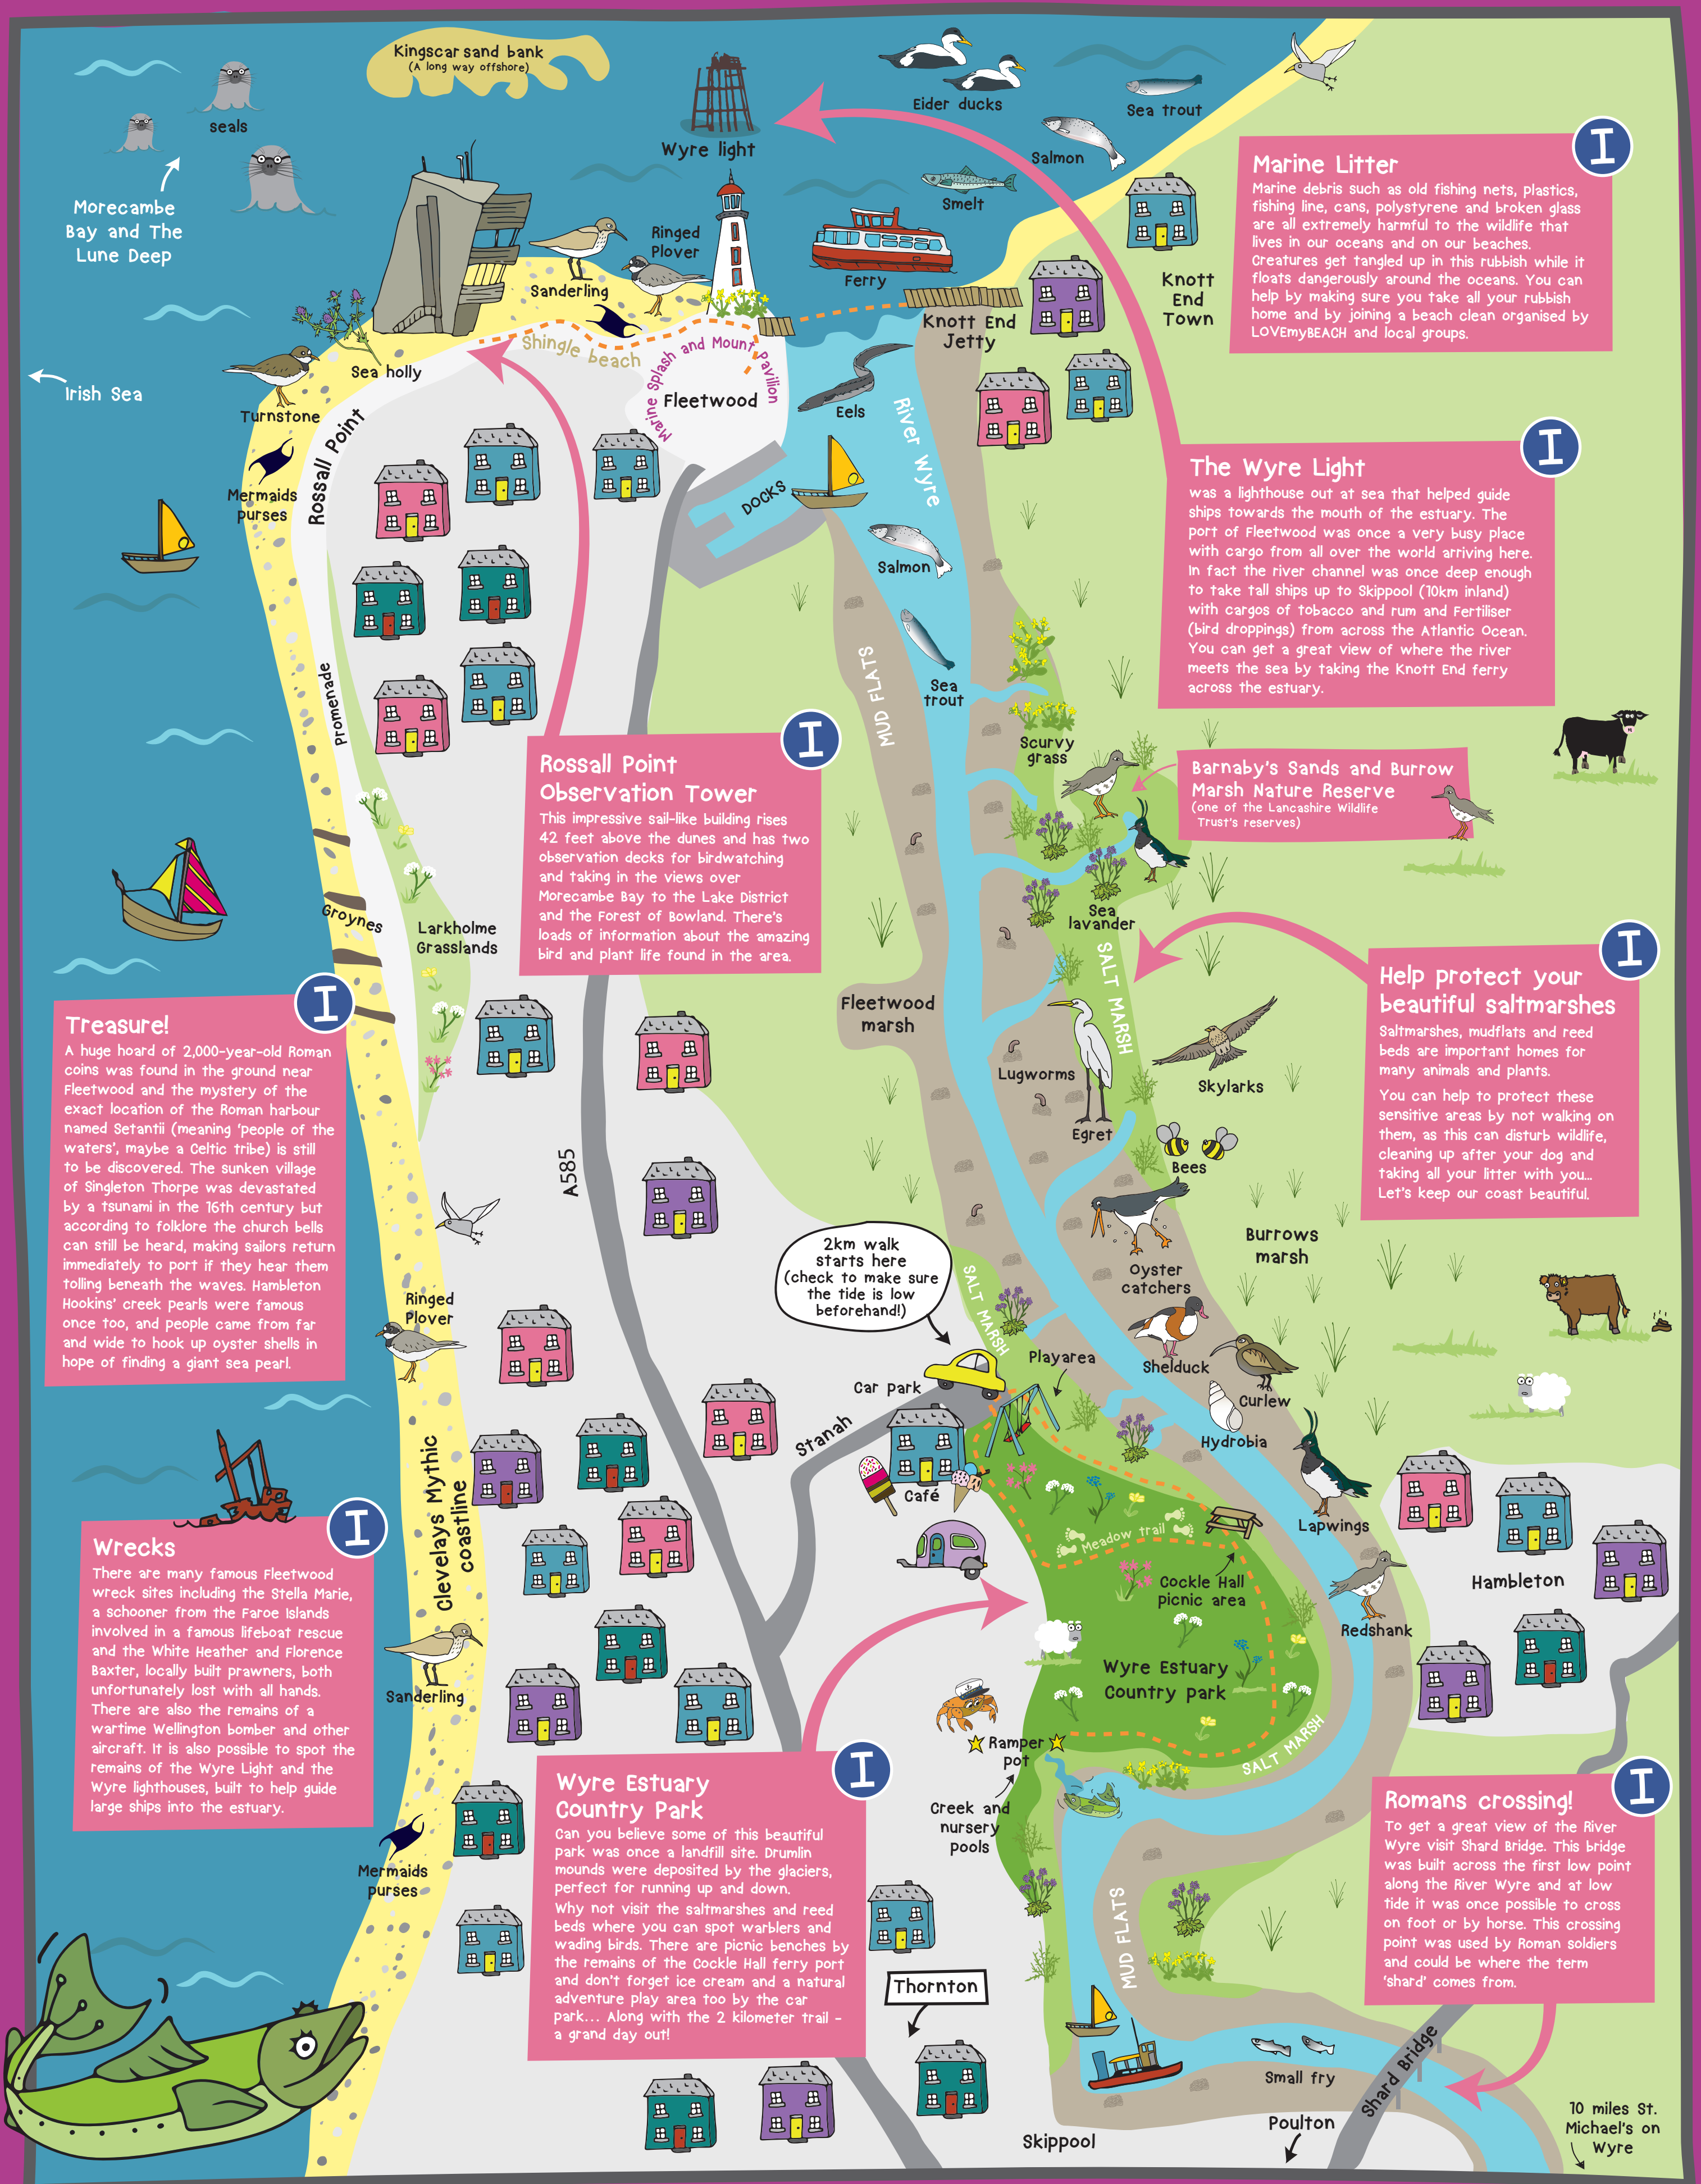 Kingscar sand bank
(A long way offshore)
seals
Morecambe
Bay and The
Lune Deep
Wyre light
Eider ducks
Sea trout
Salmon
Smelt
Ringed
Plover
Sanderling
Ferry
Knott End
Jetty
Knott
End
Town
Marine Litter
Marine debris such as old fishing nets, plastics,
fishing line, cans, polystyrene and broken glass
are all extremely harmful to the wildlife that
lives in our oceans and on our beaches.
Creatures get tangled up in this rubbish while it
floats dangerously around the oceans. You can
help by making sure you take all your rubbish
home and by joining a beach clean organised by
LOVEmyBEACH and local groups.
I
Irish Sea
Sea holly
Shingle beach
Marine Splash and Mount Pavilion
Fleetwood
Eels
River Wyre
Turnstone
Mermaids
purses
Rossall Point
DOCKS
Salmon
The Wyre Light
was a lighthouse out at sea that helped guide
ships towards the mouth of the estuary. The
port of Fleetwood was once a very busy place
with cargo from all over the world arriving here.
In fact the river channel was once deep enough
to take tall ships up to Skippool (10km inland)
with cargos of tobacco and rum and Fertiliser
(bird droppings) from across the Atlantic Ocean.
You can get a great view of where the river
meets the sea by taking the Knott End ferry
across the estuary.
I
Promenade
MUD FLATS
Sea
trout
Scurvy
grass
Rossall Point
Observation Tower
This impressive sail-like building rises
42 feet above the dunes and has two
observation decks for birdwatching
and taking in the views over
Morecambe Bay to the Lake District
and the Forest of Bowland. There's
loads of information about the amazing
bird and plant life found in the area.
I
Barnaby's Sands and Burrow
Marsh Nature Reserve
(one of the Lancashire Wildlife
Trust's reserves)
Groynes
Larkholme
Grasslands
Sea
lavander
SALT MARSH
Fleetwood
marsh
Lugworms
Skylarks
Egret
Bees
Help protect your
beautiful saltmarshes
Saltmarshes, mudflats and reed
beds are important homes for
many animals and plants.
You can help to protect these
sensitive areas by not walking on
them, as this can disturb wildlife,
cleaning up after your dog and
taking all your litter with you...
Let's keep our coast beautiful.
I
Treasure!
A huge hoard of 2,000-year-old Roman
coins was found in the ground near
Fleetwood and the mystery of the
exact location of the Roman harbour
named Setantii (meaning 'people of the
waters', maybe a Celtic tribe) is still
to be discovered. The sunken village
of Singleton Thorpe was devastated
by a tsunami in the 16th century but
according to folklore the church bells
can still be heard, making sailors return
immediately to port if they hear them
tolling beneath the waves. Hambleton
Hookins' creek pearls were famous
once too, and people came from far
and wide to hook up oyster shells in
hope of finding a giant sea pearl.
I
A585
2km walk
starts here
(check to make sure
the tide is low
beforehand!)
SALT MARSH
Oyster
catchers
Burrows
marsh
Ringed
Plover
Shelduck
Curlew
Playarea
Car park
Stanah
Café
Hydrobia
Lapwings
Clevelays Mythic
coastline
Meadow trail
Cockle Hall
picnic area
Hambleton
Redshank
Wrecks
There are many famous Fleetwood
wreck sites including the Stella Marie,
a schooner from the Faroe Islands
involved in a famous lifeboat rescue
and the White Heather and Florence
Baxter, locally built prawners, both
unfortunately lost with all hands.
There are also the remains of a
wartime Wellington bomber and other
aircraft. It is also possible to spot the
remains of the Wyre Light and the
Wyre lighthouses, built to help guide
large ships into the estuary.
I
Sanderling
Wyre Estuary
Country park
SALT MARSH
Ramper
pot
Creek and
nursery
pools
Mermaids
purses
Wyre Estuary
Country Park
Can you believe some of this beautiful
park was once a landfill site. Drumlin
mounds were deposited by the glaciers,
perfect for running up and down.
Why not visit the saltmarshes and reed
beds where you can spot warblers and
wading birds. There are picnic benches by
the remains of the Cockle Hall ferry port
and don't forget ice cream and a natural
adventure play area too by the car
park... Along with the 2 kilometer trail -
a grand day out!
I
Romans crossing!
To get a great view of the River
Wyre visit Shard Bridge. This bridge
was built across the first low point
along the River Wyre and at low
tide it was once possible to cross
on foot or by horse. This crossing
point was used by Roman soldiers
and could be where the term
'shard' comes from.
I
MUD FLATS
Thornton
Small fry
Shard Bridge
Skippool
Poulton
10 miles St.
Michael's on
Wyre